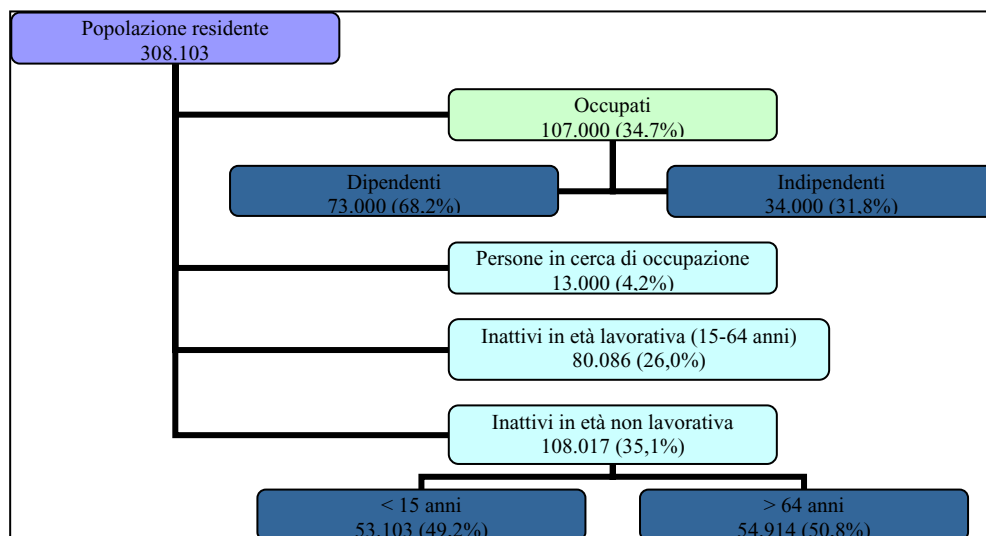 Popolazione residente
308.103
Occupati
107.000 (34,7%)
Dipendenti
73.000 (68,2%)
Indipendenti
34.000 (31,8%)
Persone in cerca di occupazione
13.000 (4,2%)
Inattivi in età lavorativa (15-64 anni)
80.086 (26,0%)
Inattivi in età non lavorativa
108.017 (35,1%)
< 15 anni
53.103 (49,2%)
> 64 anni
54.914 (50,8%)